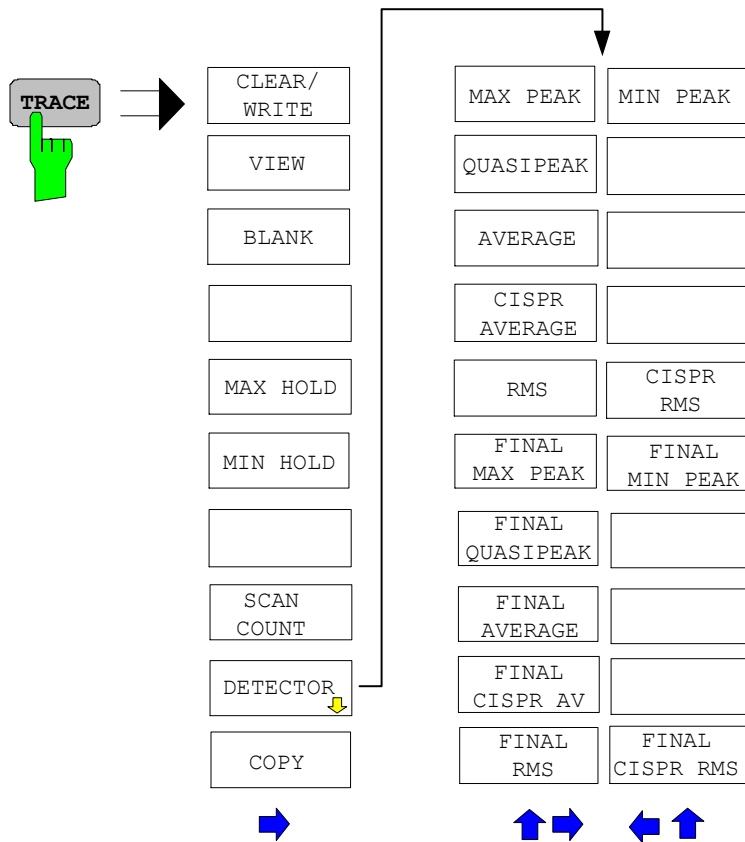 TRACE
CLEAR/
WRITE
VIEW
BLANK
MAX HOLD
MIN HOLD
SCAN
COUNT
DETECTOR
COPY
MAX PEAK
QUASIPEAK
AVERAGE
CISPR
AVERAGE
RMS
FINAL
MAX PEAK
FINAL
QUASIPEAK
FINAL
AVERAGE
FINAL
CISPR AV
FINAL
RMS
MIN PEAK
CISPR
RMS
FINAL
MIN PEAK
FINAL
CISPR RMS